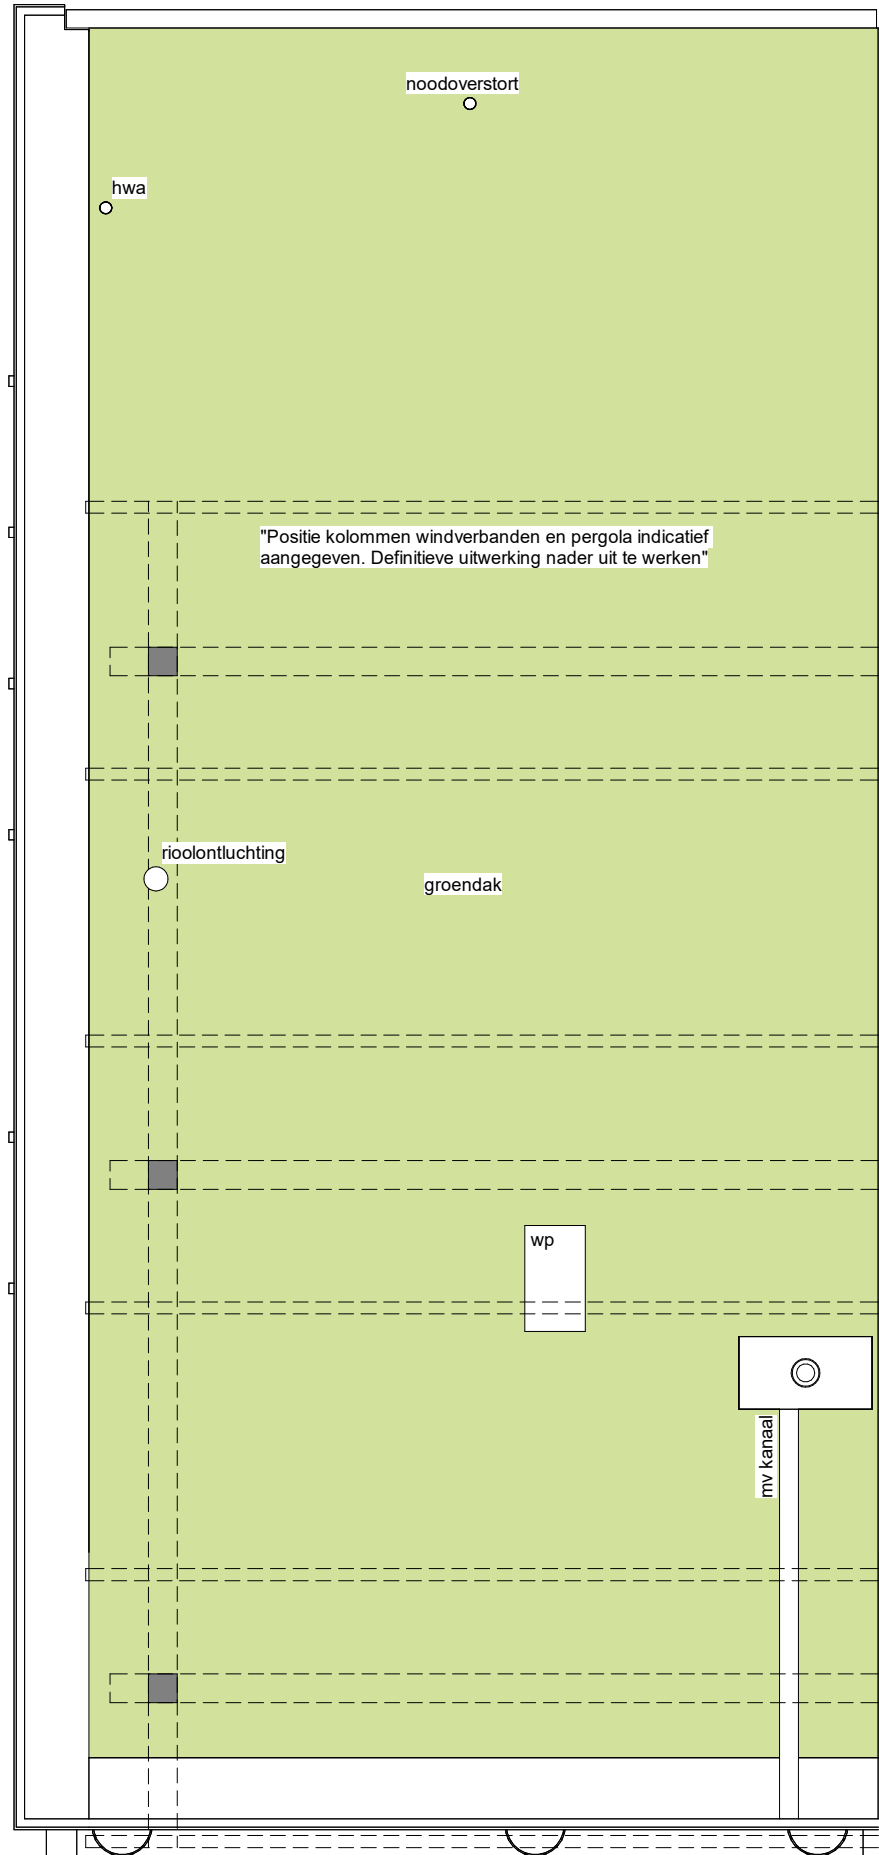 noodoverstort
hwa
"Positie kolommen windverbanden en pergola indicatief
aangegeven. Definitieve uitwerking nader uit te werken"
rioolontluchting
groendak
wp
mv kanaal